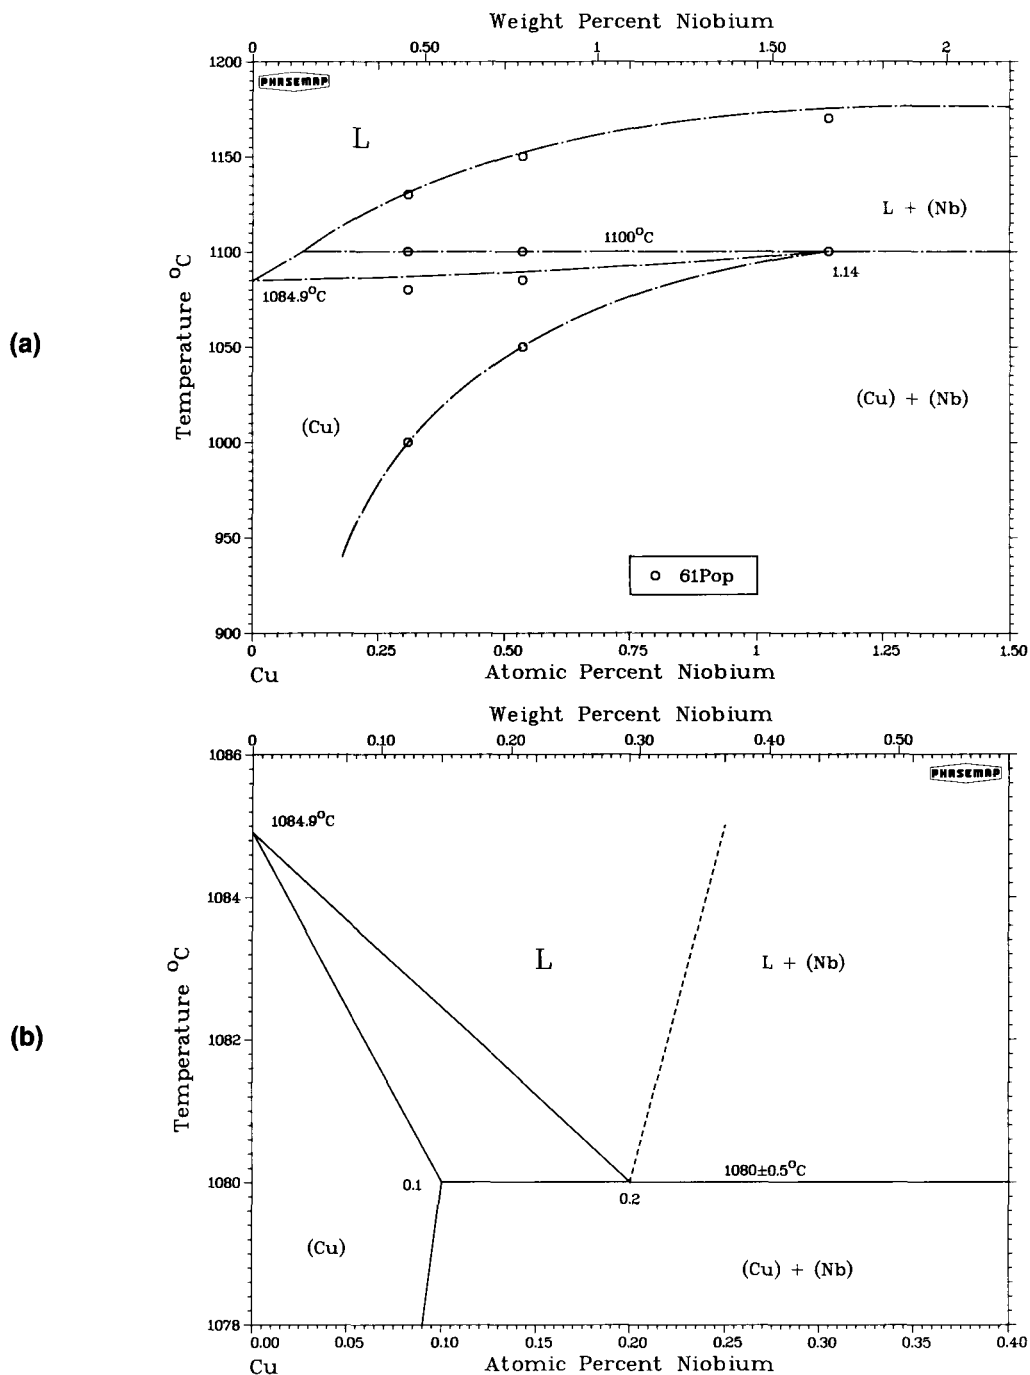 Weight Percent Niobium
0 0.50 1 1.50 2
1200
PHASEMAP
L
1150
L + (Nb)
1100°C
1100
1.14
1084.9°C
(a)
Temperature °C
1050
(Cu) + (Nb)
(Cu)
1000
950
61Pop
900
0 0.25 0.50 0.75 1 1.25 1.50
Cu Atomic Percent Niobium
Weight Percent Niobium
0 0.10 0.20 0.30 0.40 0.50
1086
PHASEMAP
1084.9°C
1084
L
L + (Nb)
(b)
Temperature °C
1082
1080±0.5°C
1080
0.1
0.2
(Cu)
(Cu) + (Nb)
1078
0.00 0.05 0.10 0.15 0.20 0.25 0.30 0.35 0.40
Cu Atomic Percent Niobium